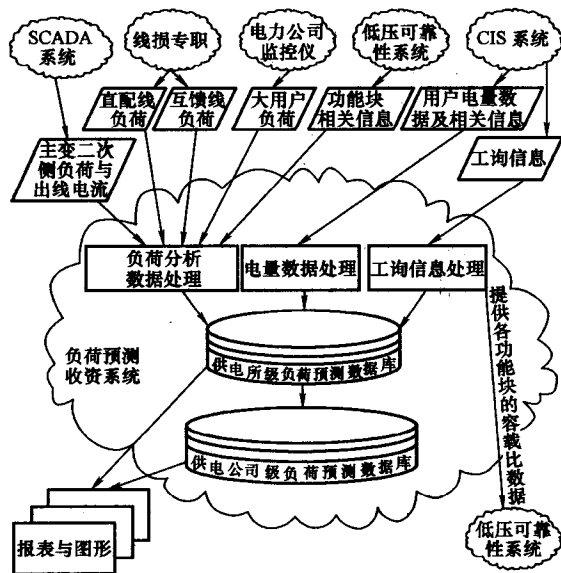 SCADA
系统
线损专职
电力公司
监控仪
低压可靠
性系统
CIS 系统
直配线
负荷
互馈线
负荷
大用户
负荷
功能块
相关信息
用户电量数
据及相关信息
主变二次
侧负荷与
出线电流
工询信息
负荷分析
数据处理
电量数据处理
工询信息处理
提供各功能块的容载比数据
负荷预测
收资系统
供电所级负荷预测数据库
供电公司级负荷预测数据库
报表与图形
低压可靠
性系统